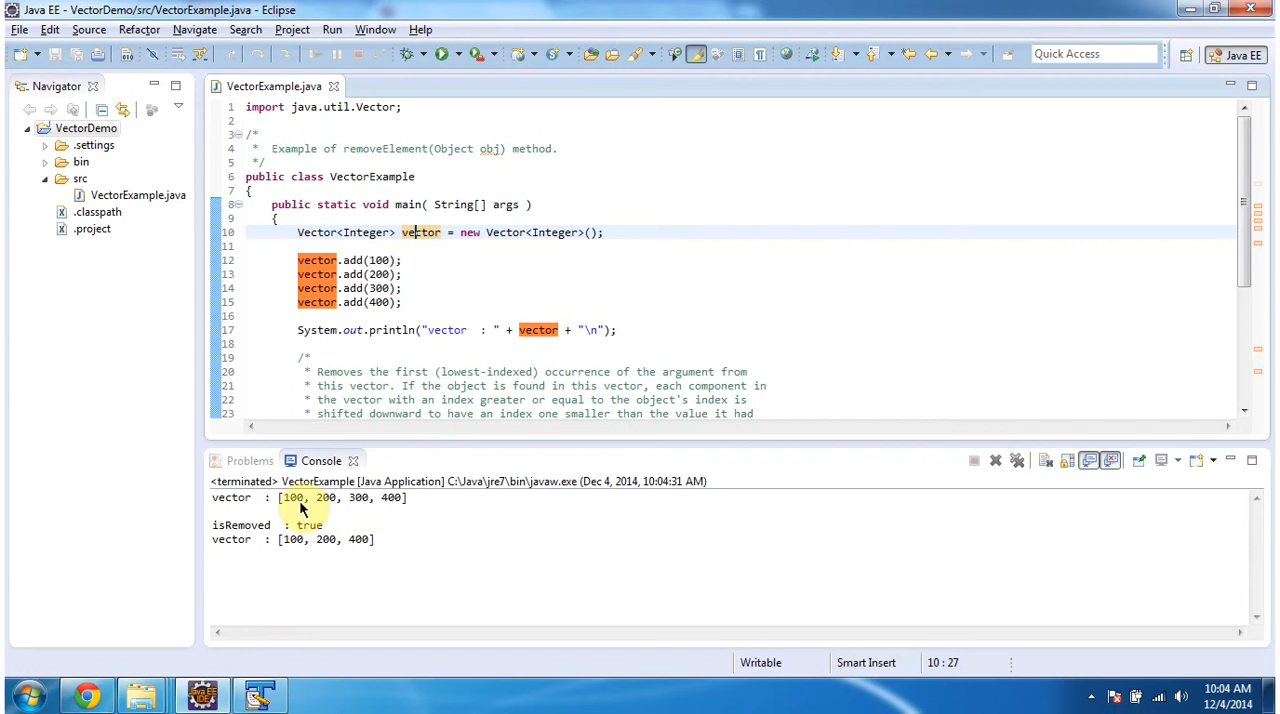 Java EE - VectorDemo/src/VectorExample.java - Eclipse
File Edit Source Refactor Navigate Search Project Run Window Help
Quick Access
Java EE
Navigator
VectorDemo
.settings
bin
src
VectorExample.java
.classpath
.project
VectorExample.java
1 import java.util.Vector;
2
3 /*
4 * Example of removeElement(Object obj) method.
5 */
6 public class VectorExample
7 {
8 public static void main( String[] args )
9 {
10 Vector<Integer> vector = new Vector<Integer>();
11
12 vector.add(100);
13 vector.add(200);
14 vector.add(300);
15 vector.add(400);
16
17 System.out.println("vector  : " + vector + "\n");
18
19 /*
20 * Removes the first (lowest-indexed) occurrence of the argument from
21 * this vector. If the object is found in this vector, each component in
22 * the vector with an index greater or equal to the object's index is
23 * shifted downward to have an index one smaller than the value it had
Problems Console
<terminated> VectorExample [Java Application] C:\Java\jre7\bin\javaw.exe (Dec 4, 2014, 10:04:31 AM)
vector  : [100, 200, 300, 400]
isRemoved  : true
vector  : [100, 200, 400]
Writable Smart Insert 10 : 27
10:04 AM
12/4/2014